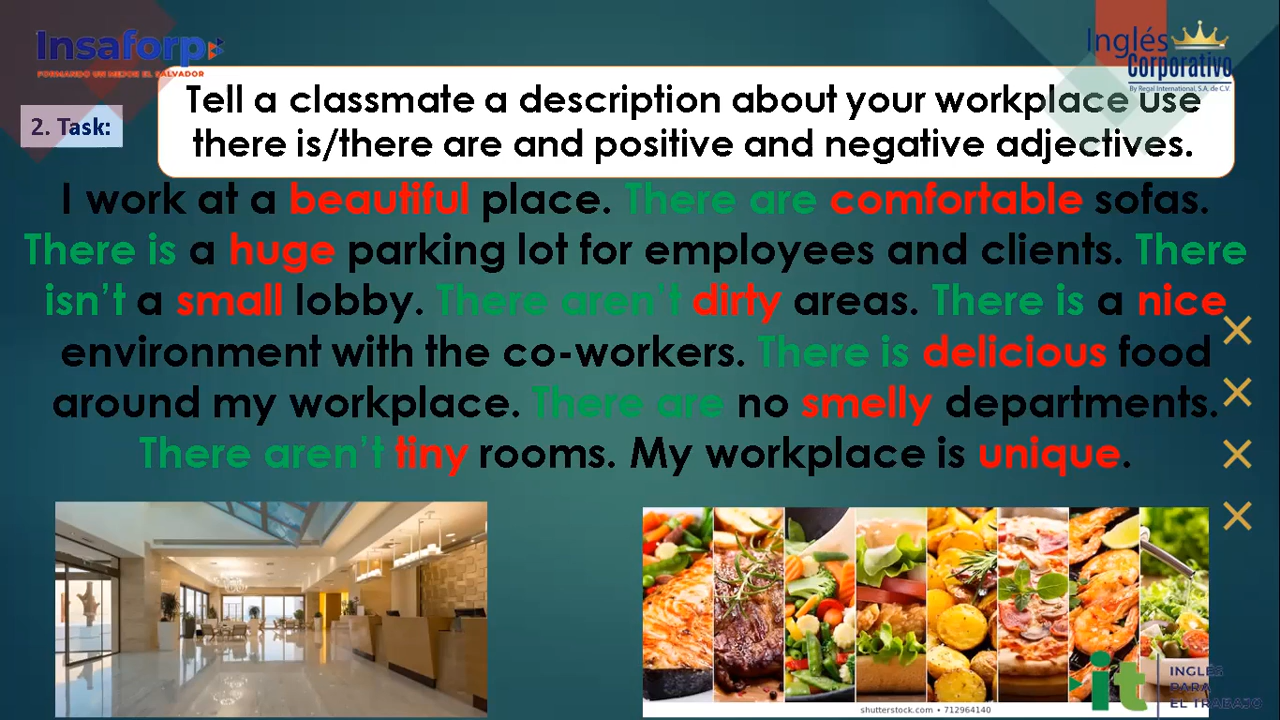 Insaforp
FORMANDO UN MEJOR EL SALVADOR
Inglés
Corporativo
By Regal International, S.A. de C.V.
2. Task:
Tell a classmate a description about your workplace use
there is/there are and positive and negative adjectives.
I work at a beautiful place. There are comfortable sofas.
There is a huge parking lot for employees and clients. There
isn't a small lobby. There aren't dirty areas. There is a nice
environment with the co-workers. There is delicious food
around my workplace. There are no smelly departments.
There aren't tiny rooms. My workplace is unique.
shutterstock.com • 712964140
it
INGLÉS
PARA
EL TRABAJO